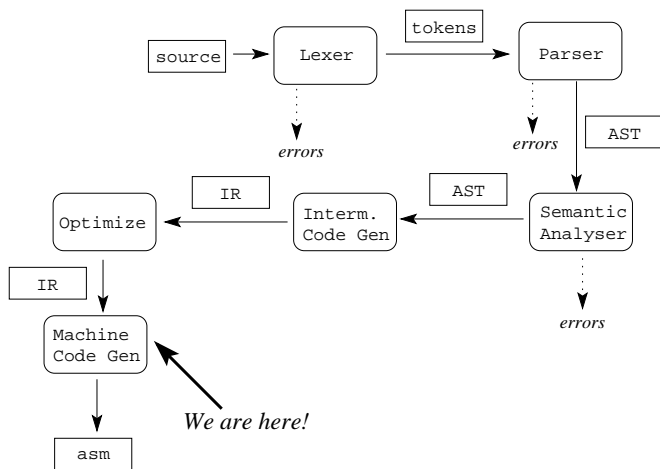 source
Lexer
tokens
Parser
errors
errors
AST
Optimize
IR
Interm.
Code Gen
AST
Semantic
Analyser
errors
IR
Machine
Code Gen
We are here!
asm